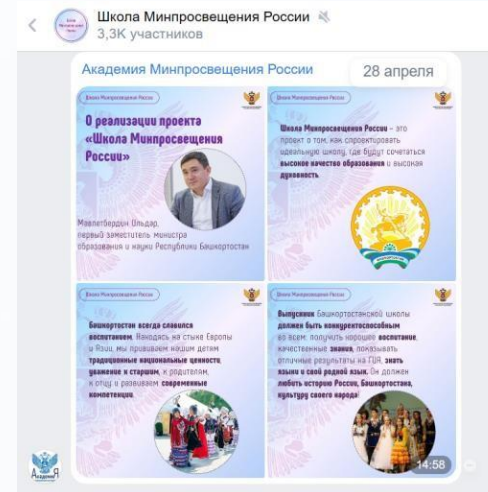 Школа Минпросвещения России
3,3K участников
Академия Минпросвещения России
28 апреля
Школа Минпросвещения России
О реализации проекта
«Школа Минпросвещения
России»
Мавлетбердин Ильдар,
первый заместитель министра
образования и науки Республики Башкортостан
Школа Минпросвещения России
Школа Минпросвещения России – это
проект о том, как спроектировать
идеальную школу, где будут сочетаться
высокое качество образования и высокая
духовность
БАШКОРТОСТАН
Школа Минпросвещения России
Башкортостан всегда славился
воспитанием. Находясь на стыке Европы
и Азии, мы прививаем нашим детям
традиционные национальные ценности,
уважение к старшим, к родителям,
к отцу и развиваем современные
компетенции
Школа Минпросвещения России
Выпускник Башкортостанской школы
должен быть конкурентоспособным
во всем: получить хорошее воспитание,
качественные знания, показывать
отличные результаты на ГИА, знать
языки и свой родной язык. Он должен
любить историю России, Башкортостана,
культуру своего народа
14:58
АкадемиЯ